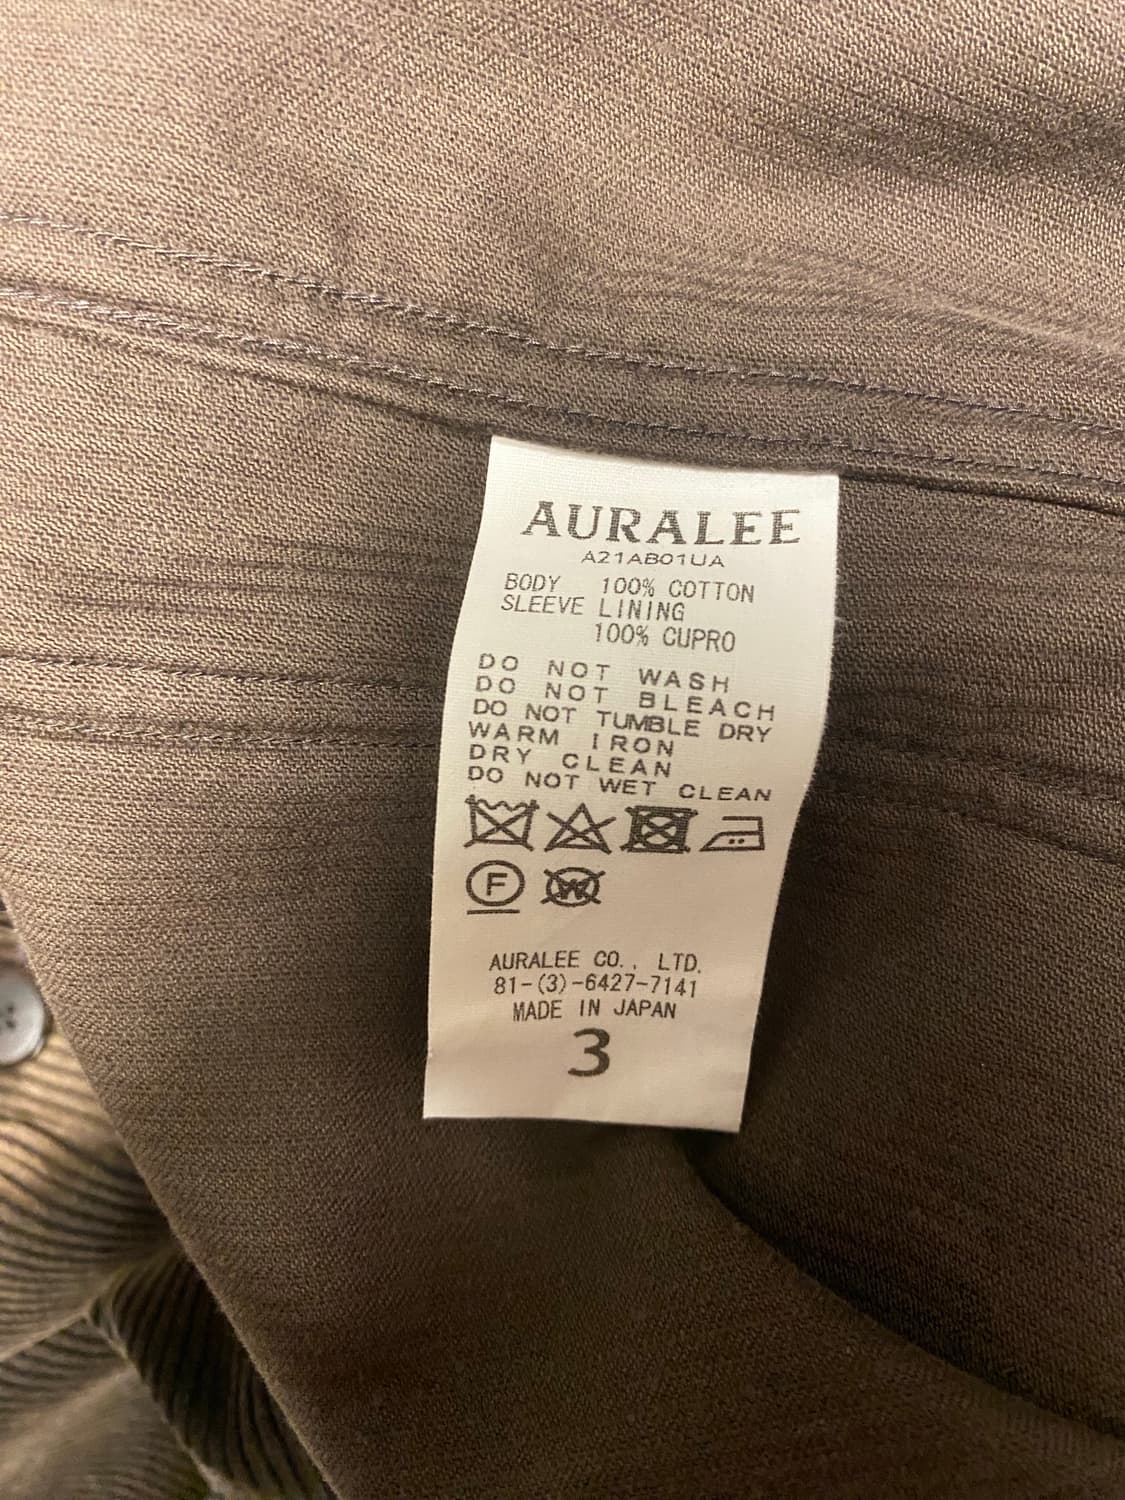 AURALEE
A21AB01UA
BODY 100% COTTON
SLEEVE LINING
100% CUPRO
DO NOT WASH
DO NOT BLEACH
DO NOT TUMBLE DRY
WARM IRON
DRY CLEAN
DO NOT WET CLEAN
F W
AURALEE CO., LTD.
81-(3)-6427-7141
MADE IN JAPAN
3